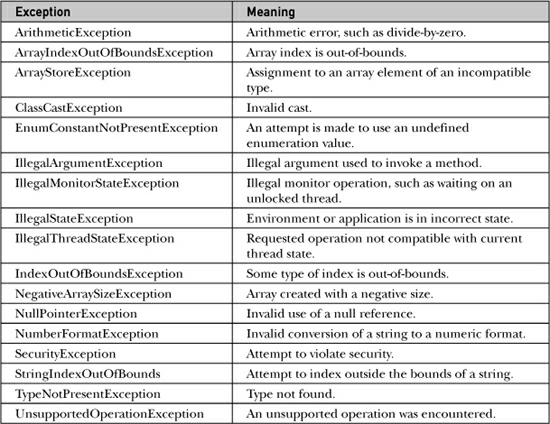 Exception Meaning
ArithmeticException Arithmetic error, such as divide-by-zero.
ArrayIndexOutOfBoundsException Array index is out-of-bounds.
ArrayStoreException Assignment to an array element of an incompatible
type.
ClassCastException Invalid cast.
EnumConstantNotPresentException An attempt is made to use an undefined
enumeration value.
IllegalArgumentException Illegal argument used to invoke a method.
IllegalMonitorStateException Illegal monitor operation, such as waiting on an
unlocked thread.
IllegalStateException Environment or application is in incorrect state.
IllegalThreadStateException Requested operation not compatible with current
thread state.
IndexOutOfBoundsException Some type of index is out-of-bounds.
NegativeArraySizeException Array created with a negative size.
NullPointerException Invalid use of a null reference.
NumberFormatException Invalid conversion of a string to a numeric format.
SecurityException Attempt to violate security.
StringIndexOutOfBounds Attempt to index outside the bounds of a string.
TypeNotPresentException Type not found.
UnsupportedOperationException An unsupported operation was encountered.